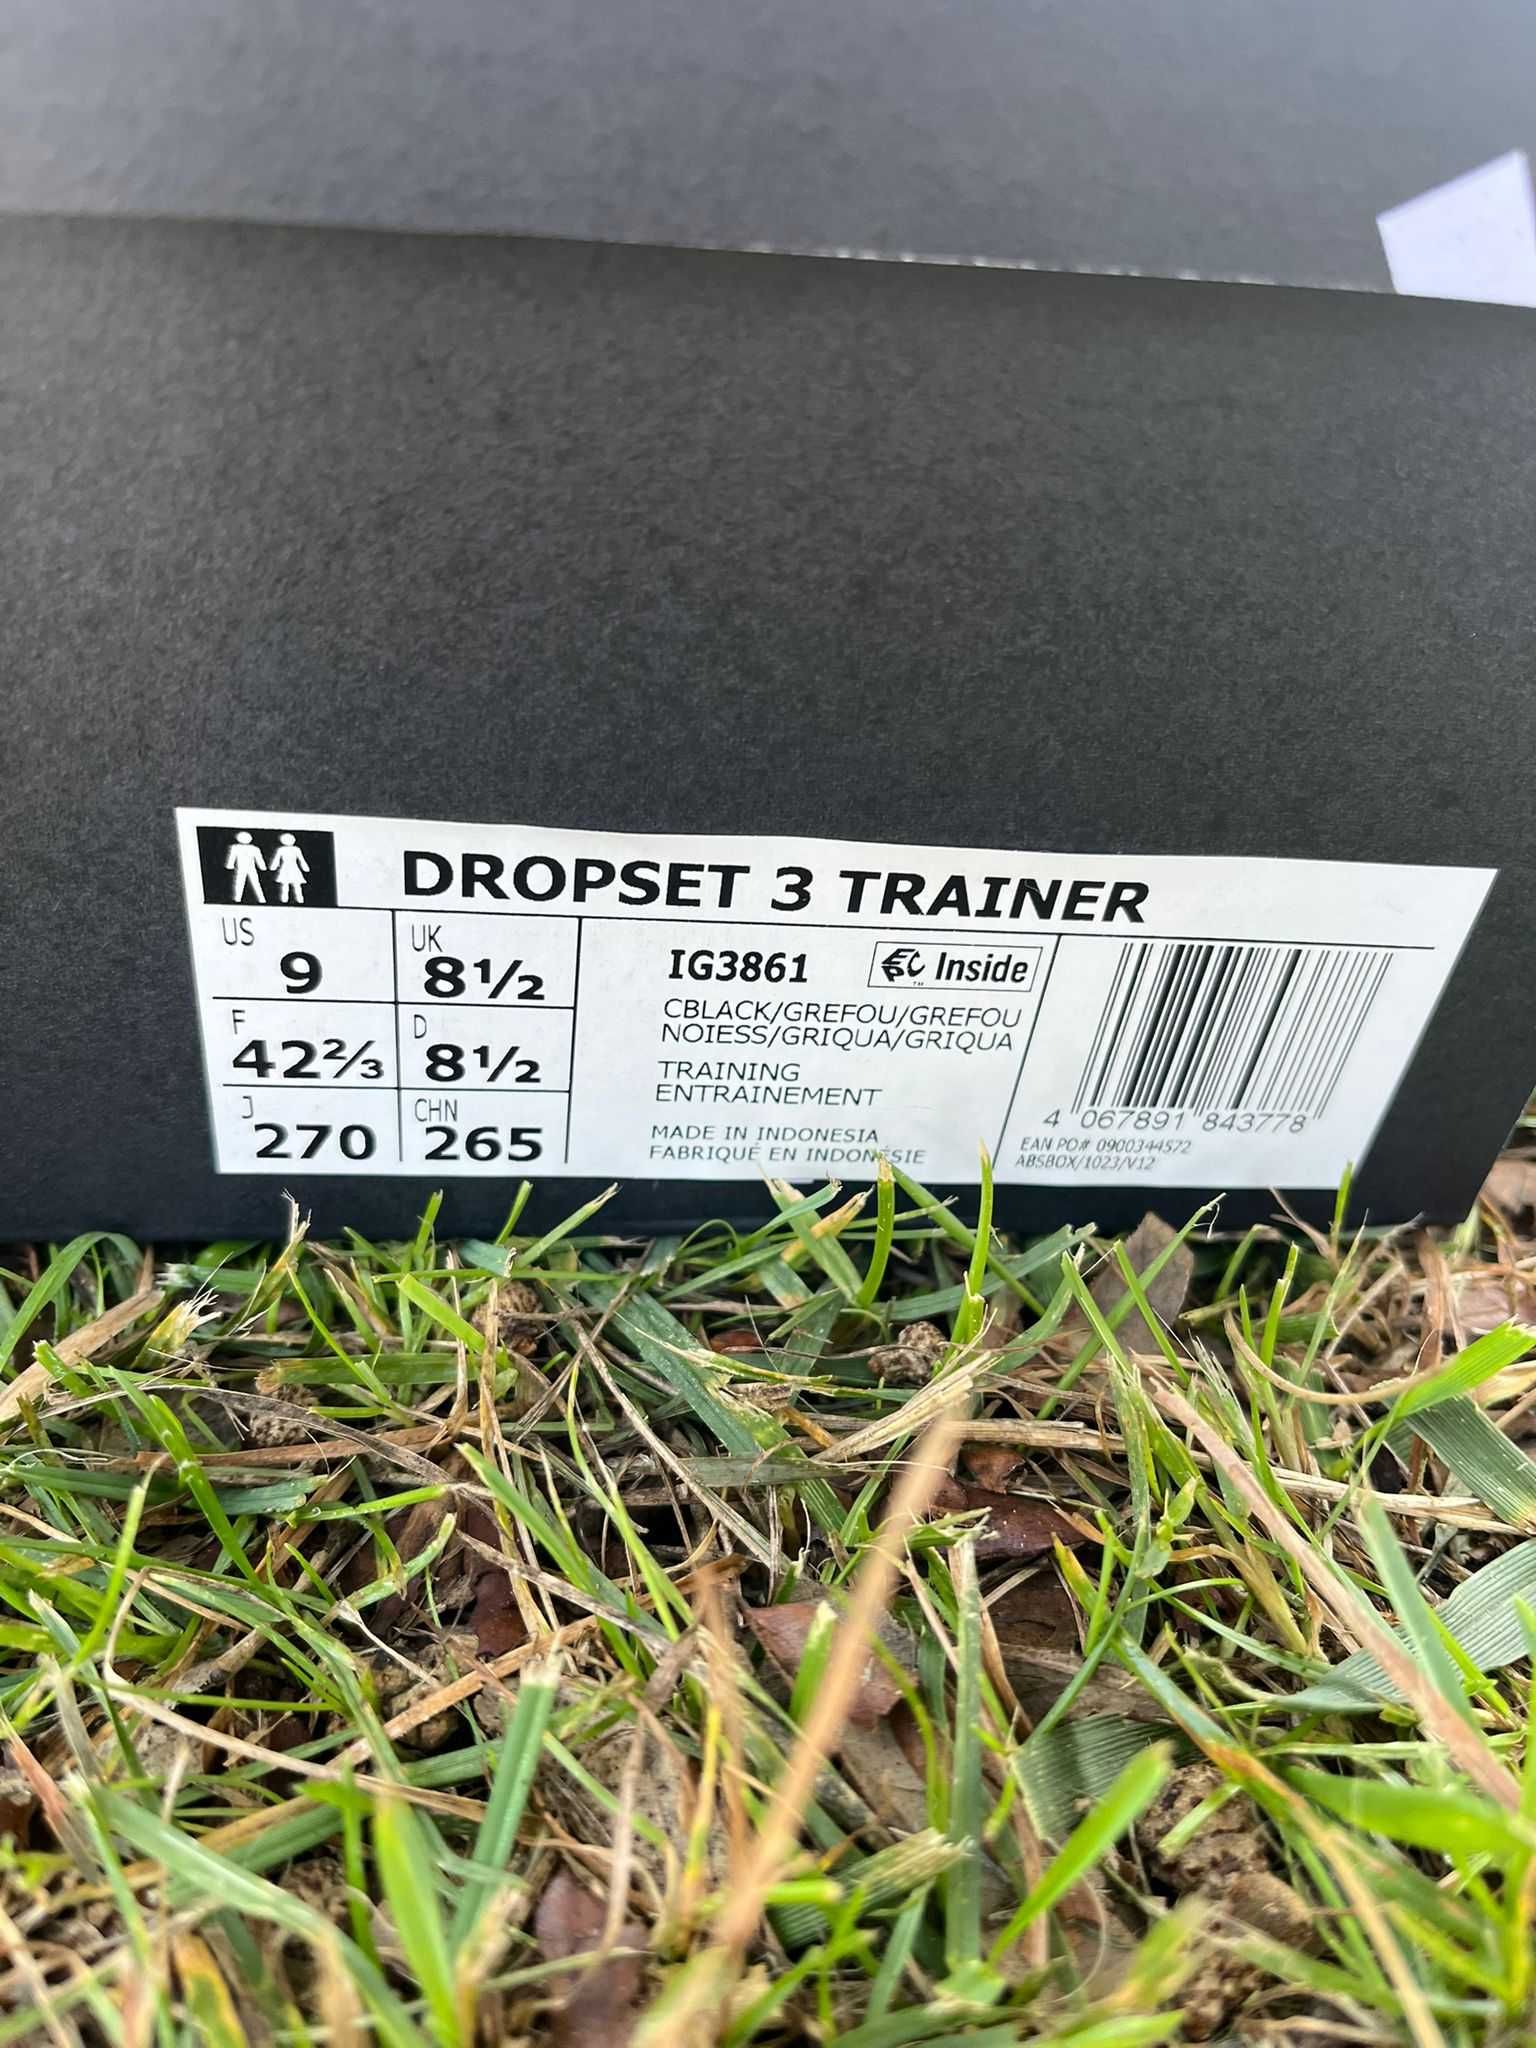 DROPSET 3 TRAINER
US
9
UK
8½
F
42⅔
D
8½
J
270
CHN
265
IG3861
EPC Inside
™
CBLACK/GREFOU/GREFOU
NOIESS/GRIQUA/GRIQUA
TRAINING
ENTRAINEMENT
MADE IN INDONESIA
FABRIQUÉ EN INDONÉSIE
4 067891 843778
EAN PO# 0900344572
ABSBOX/1023/V12